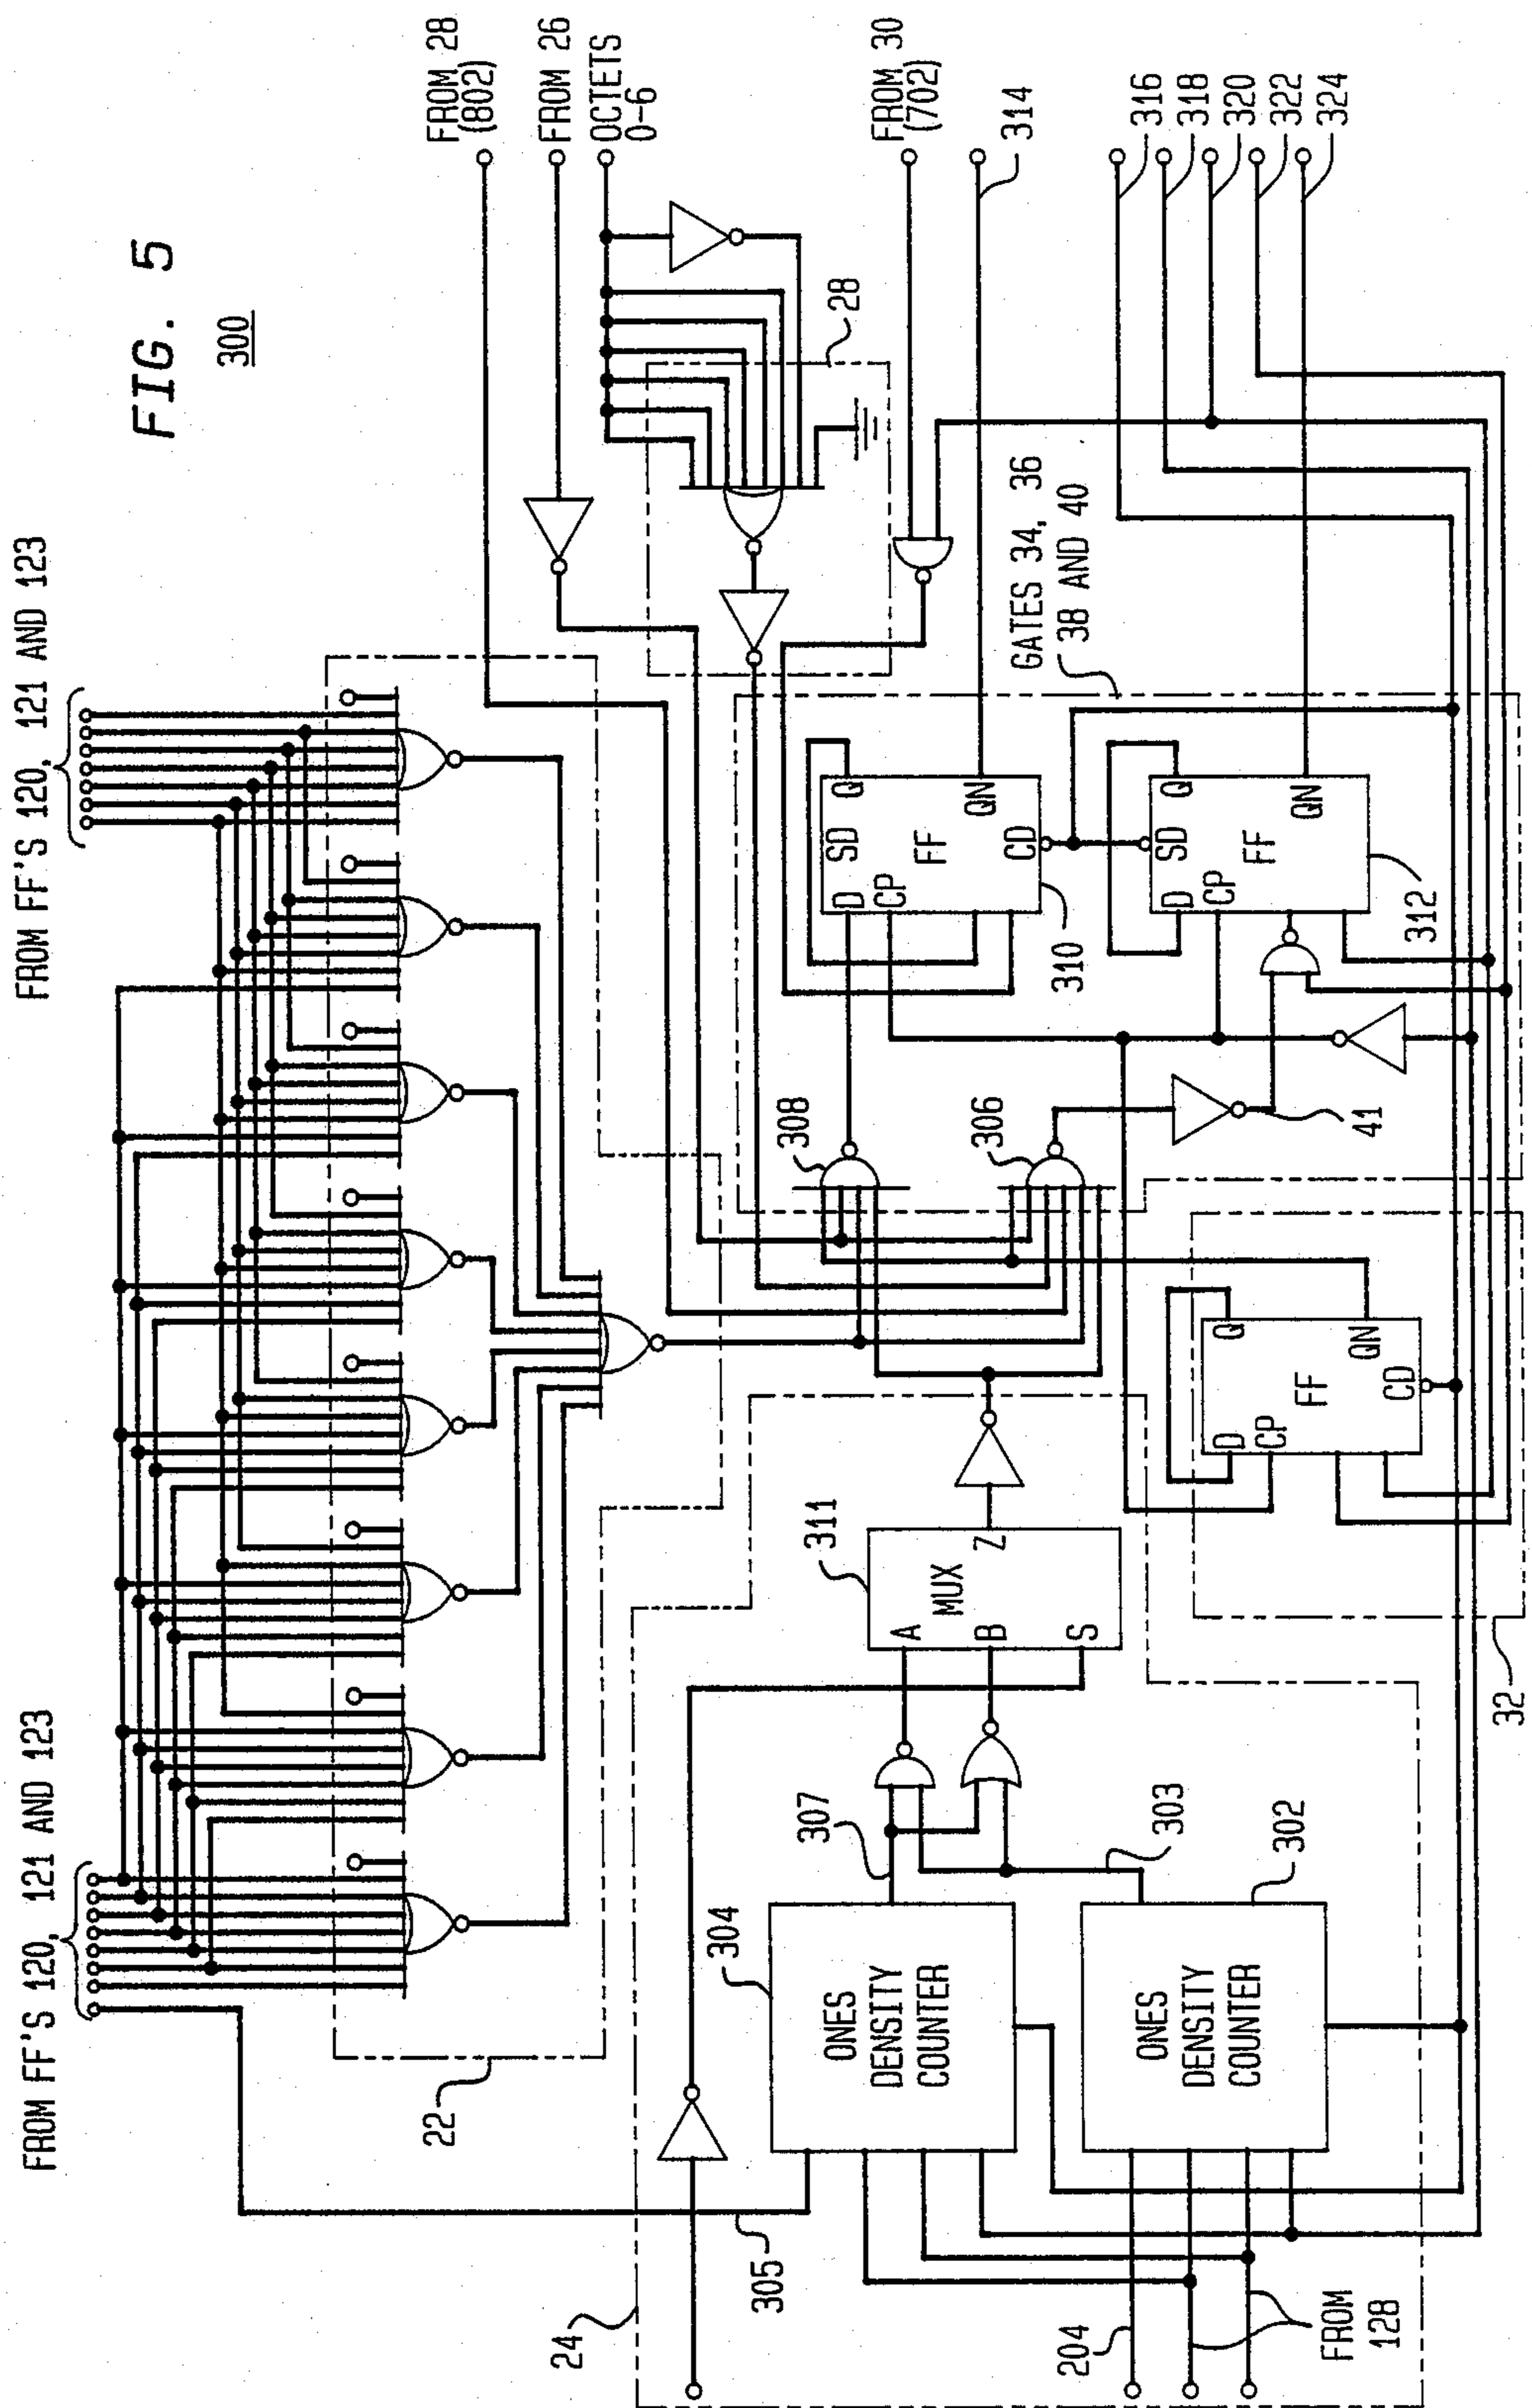 FIG. 5
300
FROM FF'S 120, 121 AND 123
FROM FF'S 120, 121 AND 123
FROM 28
(802)
FROM 26
OCTETS
0-6
28
FROM 30
(702)
314
316
318
320
322
324
22
GATES 34, 36
38 AND 40
D
SD
Q
CP
FF
QN
CD
310
D
SD
Q
CP
FF
QN
312
308
306
41
D
Q
CP
FF
QN
CD
32
311
A
MUX
B
Z
S
307
303
304
ONES
DENSITY
COUNTER
302
ONES
DENSITY
COUNTER
24
305
204
FROM
128